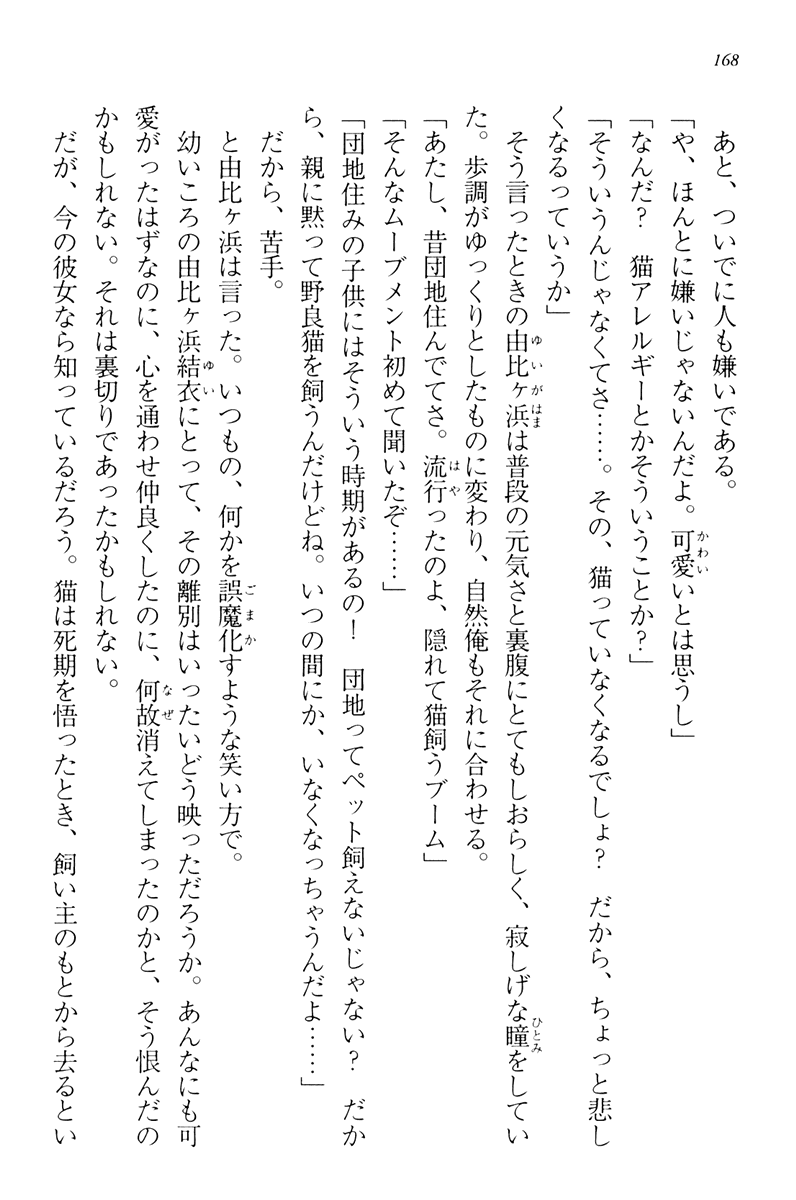 168
あと、ついでに人も嫌いである。
「や、ほんとに嫌いじゃないんだよ。可愛いとは思うし」
「なんだ？　猫アレルギーとかそういうことか？」
「そういうんじゃなくてさ……。その、猫っていなくなるでしょ？　だから、ちょっと悲し
くなるっていうか」
そう言ったときの由比ヶ浜は普段の元気さと裏腹にとてもしおらしく、寂しげな瞳をしてい
た。歩調がゆっくりとしたものに変わり、自然俺もそれに合わせる。
「あたし、昔団地住んでてさ。流行ったのよ、隠れて猫飼うブーム」
「そんなムーブメント初めて聞いたぞ……」
「団地住みの子供にはそういう時期があるの！　団地ってペット飼えないじゃない？　だか
ら、親に黙って野良猫を飼うんだけどね。いつの間にか、いなくなっちゃうんだよ……」
だから、苦手。
と由比ヶ浜は言った。いつもの、何かを誤魔化すような笑い方で。
幼いころの由比ヶ浜結衣にとって、その離別はいったいどう映っただろうか。あんなにも可
愛がったはずなのに、心を通わせ仲良くしたのに、何故消えてしまったのかと、そう恨んだの
かもしれない。それは裏切りであったかもしれない。
だが、今の彼女なら知っているだろう。猫は死期を悟ったとき、飼い主のもとから去るとい